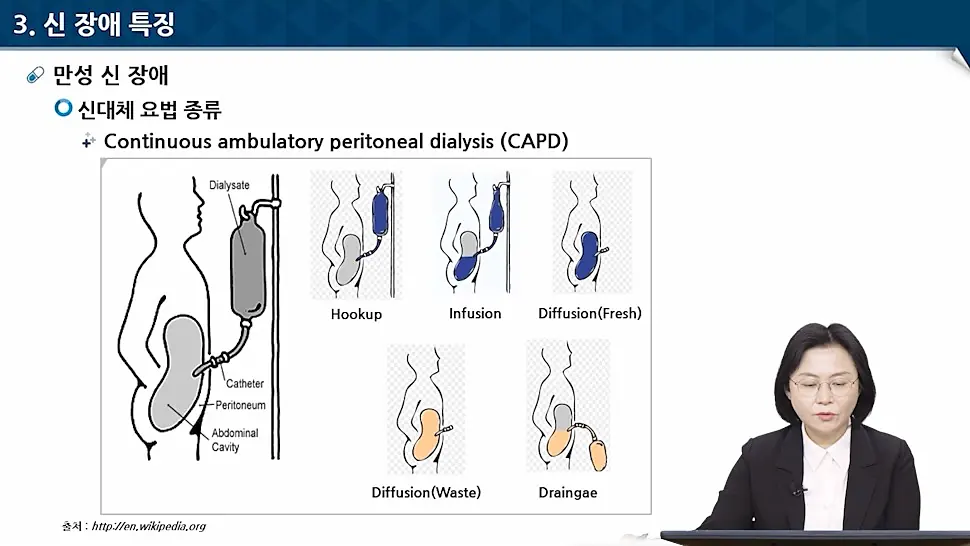 3. 신 장애 특징
만성 신 장애
신대체 요법 종류
Continuous ambulatory peritoneal dialysis (CAPD)
Dialysate
Catheter
Peritoneum
Abdominal
Cavity
Hookup
Infusion
Diffusion(Fresh)
Diffusion(Waste)
Draingae
출처 : http://en.wikipedia.org